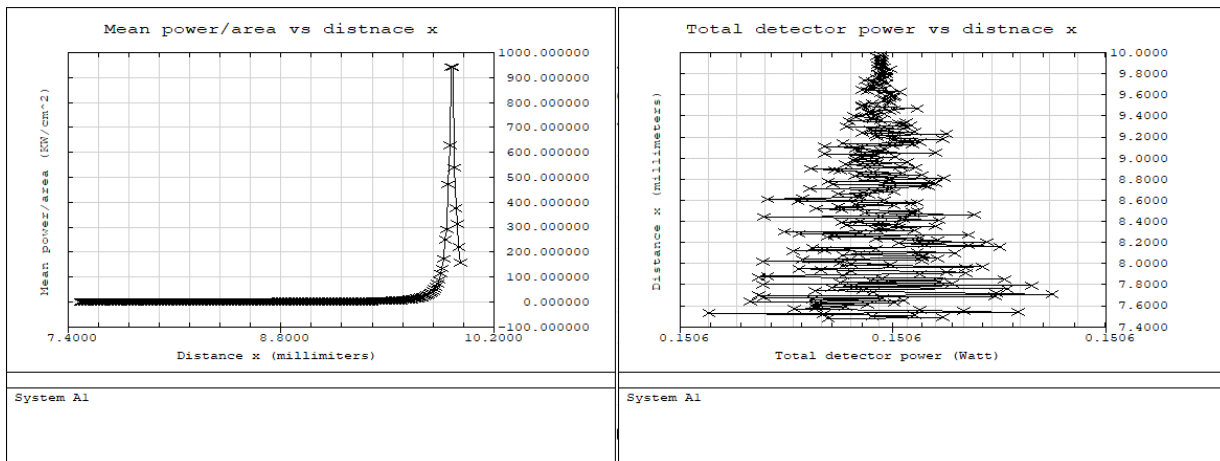 Mean power/area vs distnace x
1000.000000
900.000000
800.000000
700.000000
600.000000
500.000000
400.000000
300.000000
200.000000
100.000000
0.000000
-100.000000
Mean power/area (KW/cm^2)
7.4000 8.8000 10.2000
Distance x (millimiters)
System A1
Total detector power vs distnace x
10.0000
9.8000
9.6000
9.4000
9.2000
9.0000
8.8000
8.6000
8.4000
8.2000
8.0000
7.8000
7.6000
7.4000
Distance x (millimeters)
0.1506 0.1506 0.1506
Total detector power (Watt)
System A1